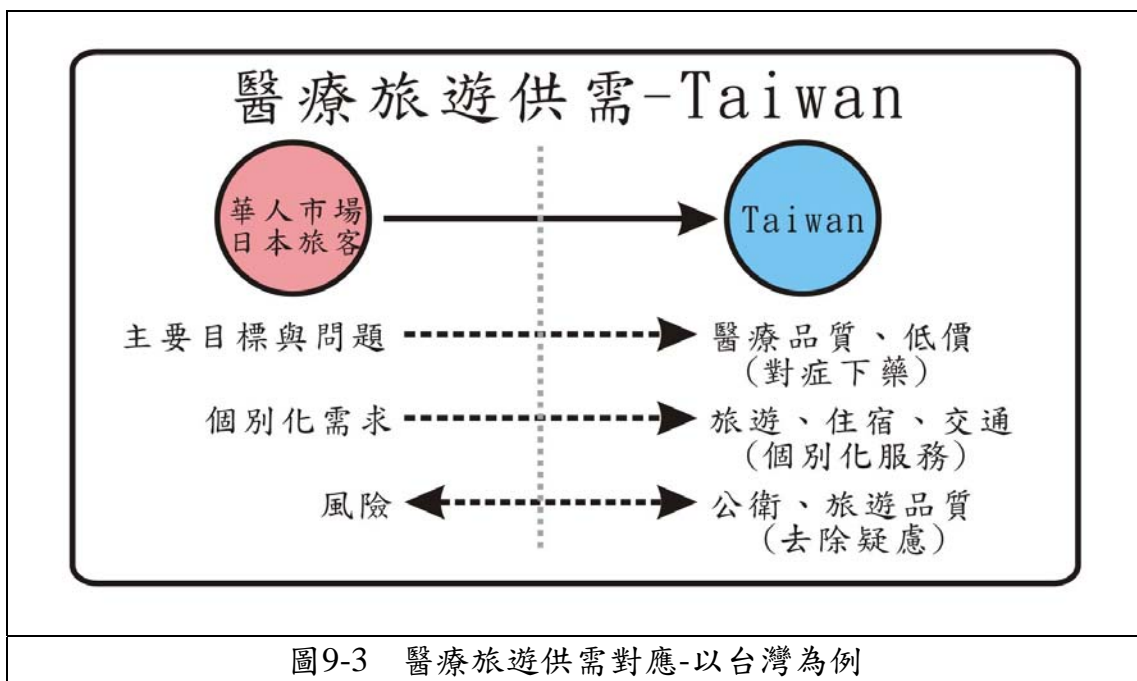 醫療旅遊供需-Taiwan
華人市場
日本旅客
Taiwan
主要目標與問題
醫療品質、低價
(對症下藥)
個別化需求
旅遊、住宿、交通
(個別化服務)
風險
公衛、旅遊品質
(去除疑慮)
圖9-3 醫療旅遊供需對應-以台灣為例